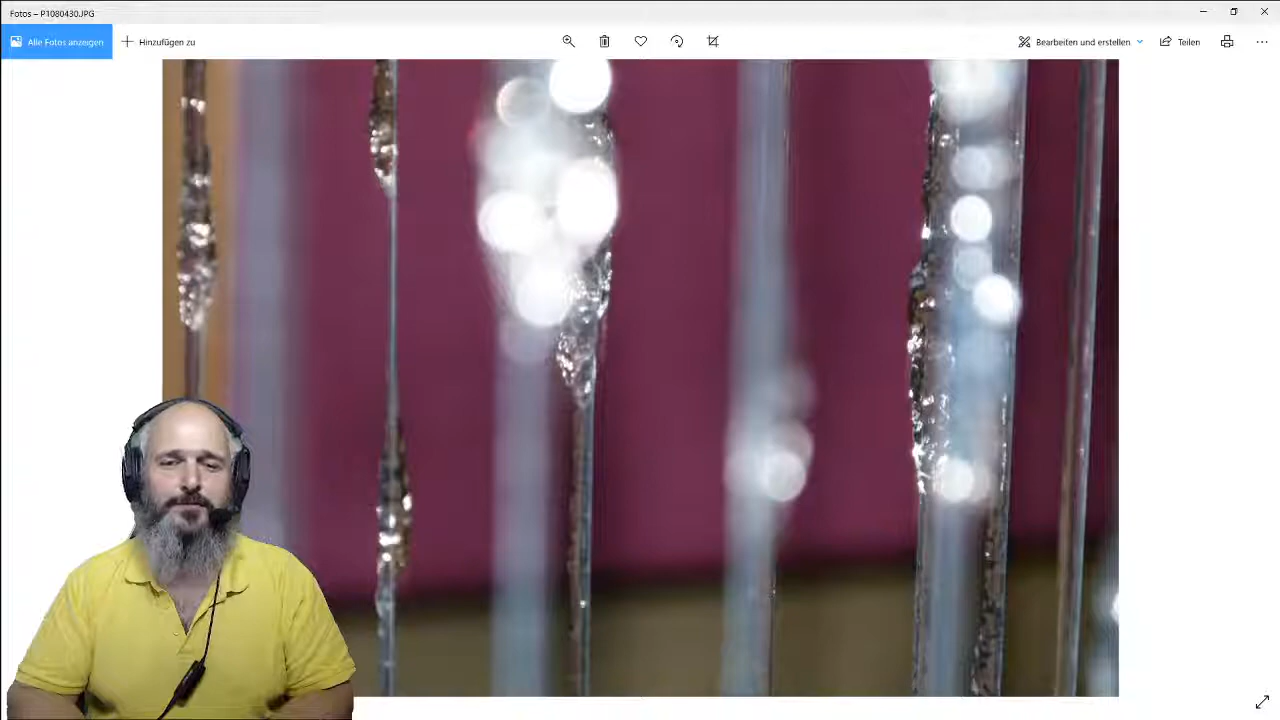 Fotos – P1080430.JPG
Alle Fotos anzeigen
Hinzufügen zu
Bearbeiten und erstellen
Teilen